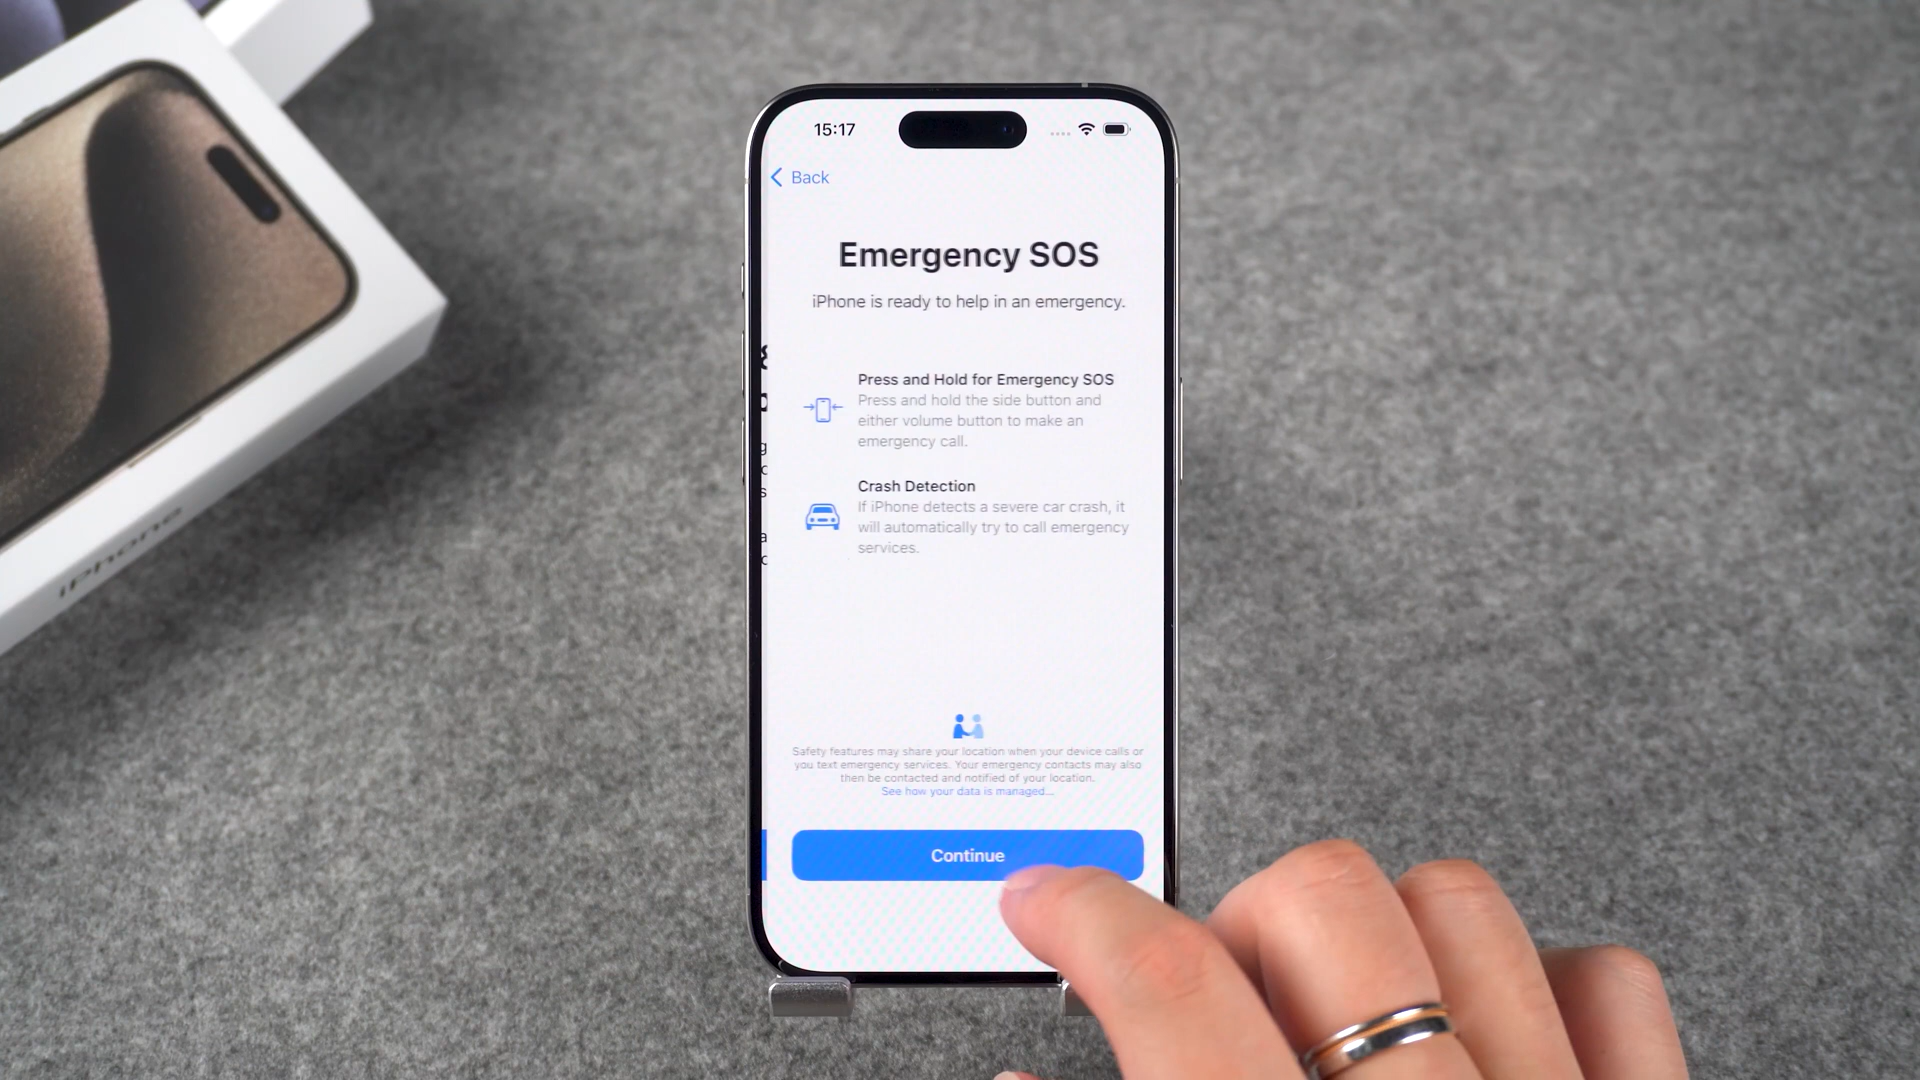 15:17
Back
Emergency SOS
iPhone is ready to help in an emergency.
Press and Hold for Emergency SOS
Press and hold the side button and
either volume button to make an
emergency call.
Crash Detection
If iPhone detects a severe car crash, it
will automatically try to call emergency
services.
Safety features may share your location when your device calls or
you text emergency services. Your emergency contacts may also
then be contacted and notified of your location.
See how your data is managed...
Continue
iPhone